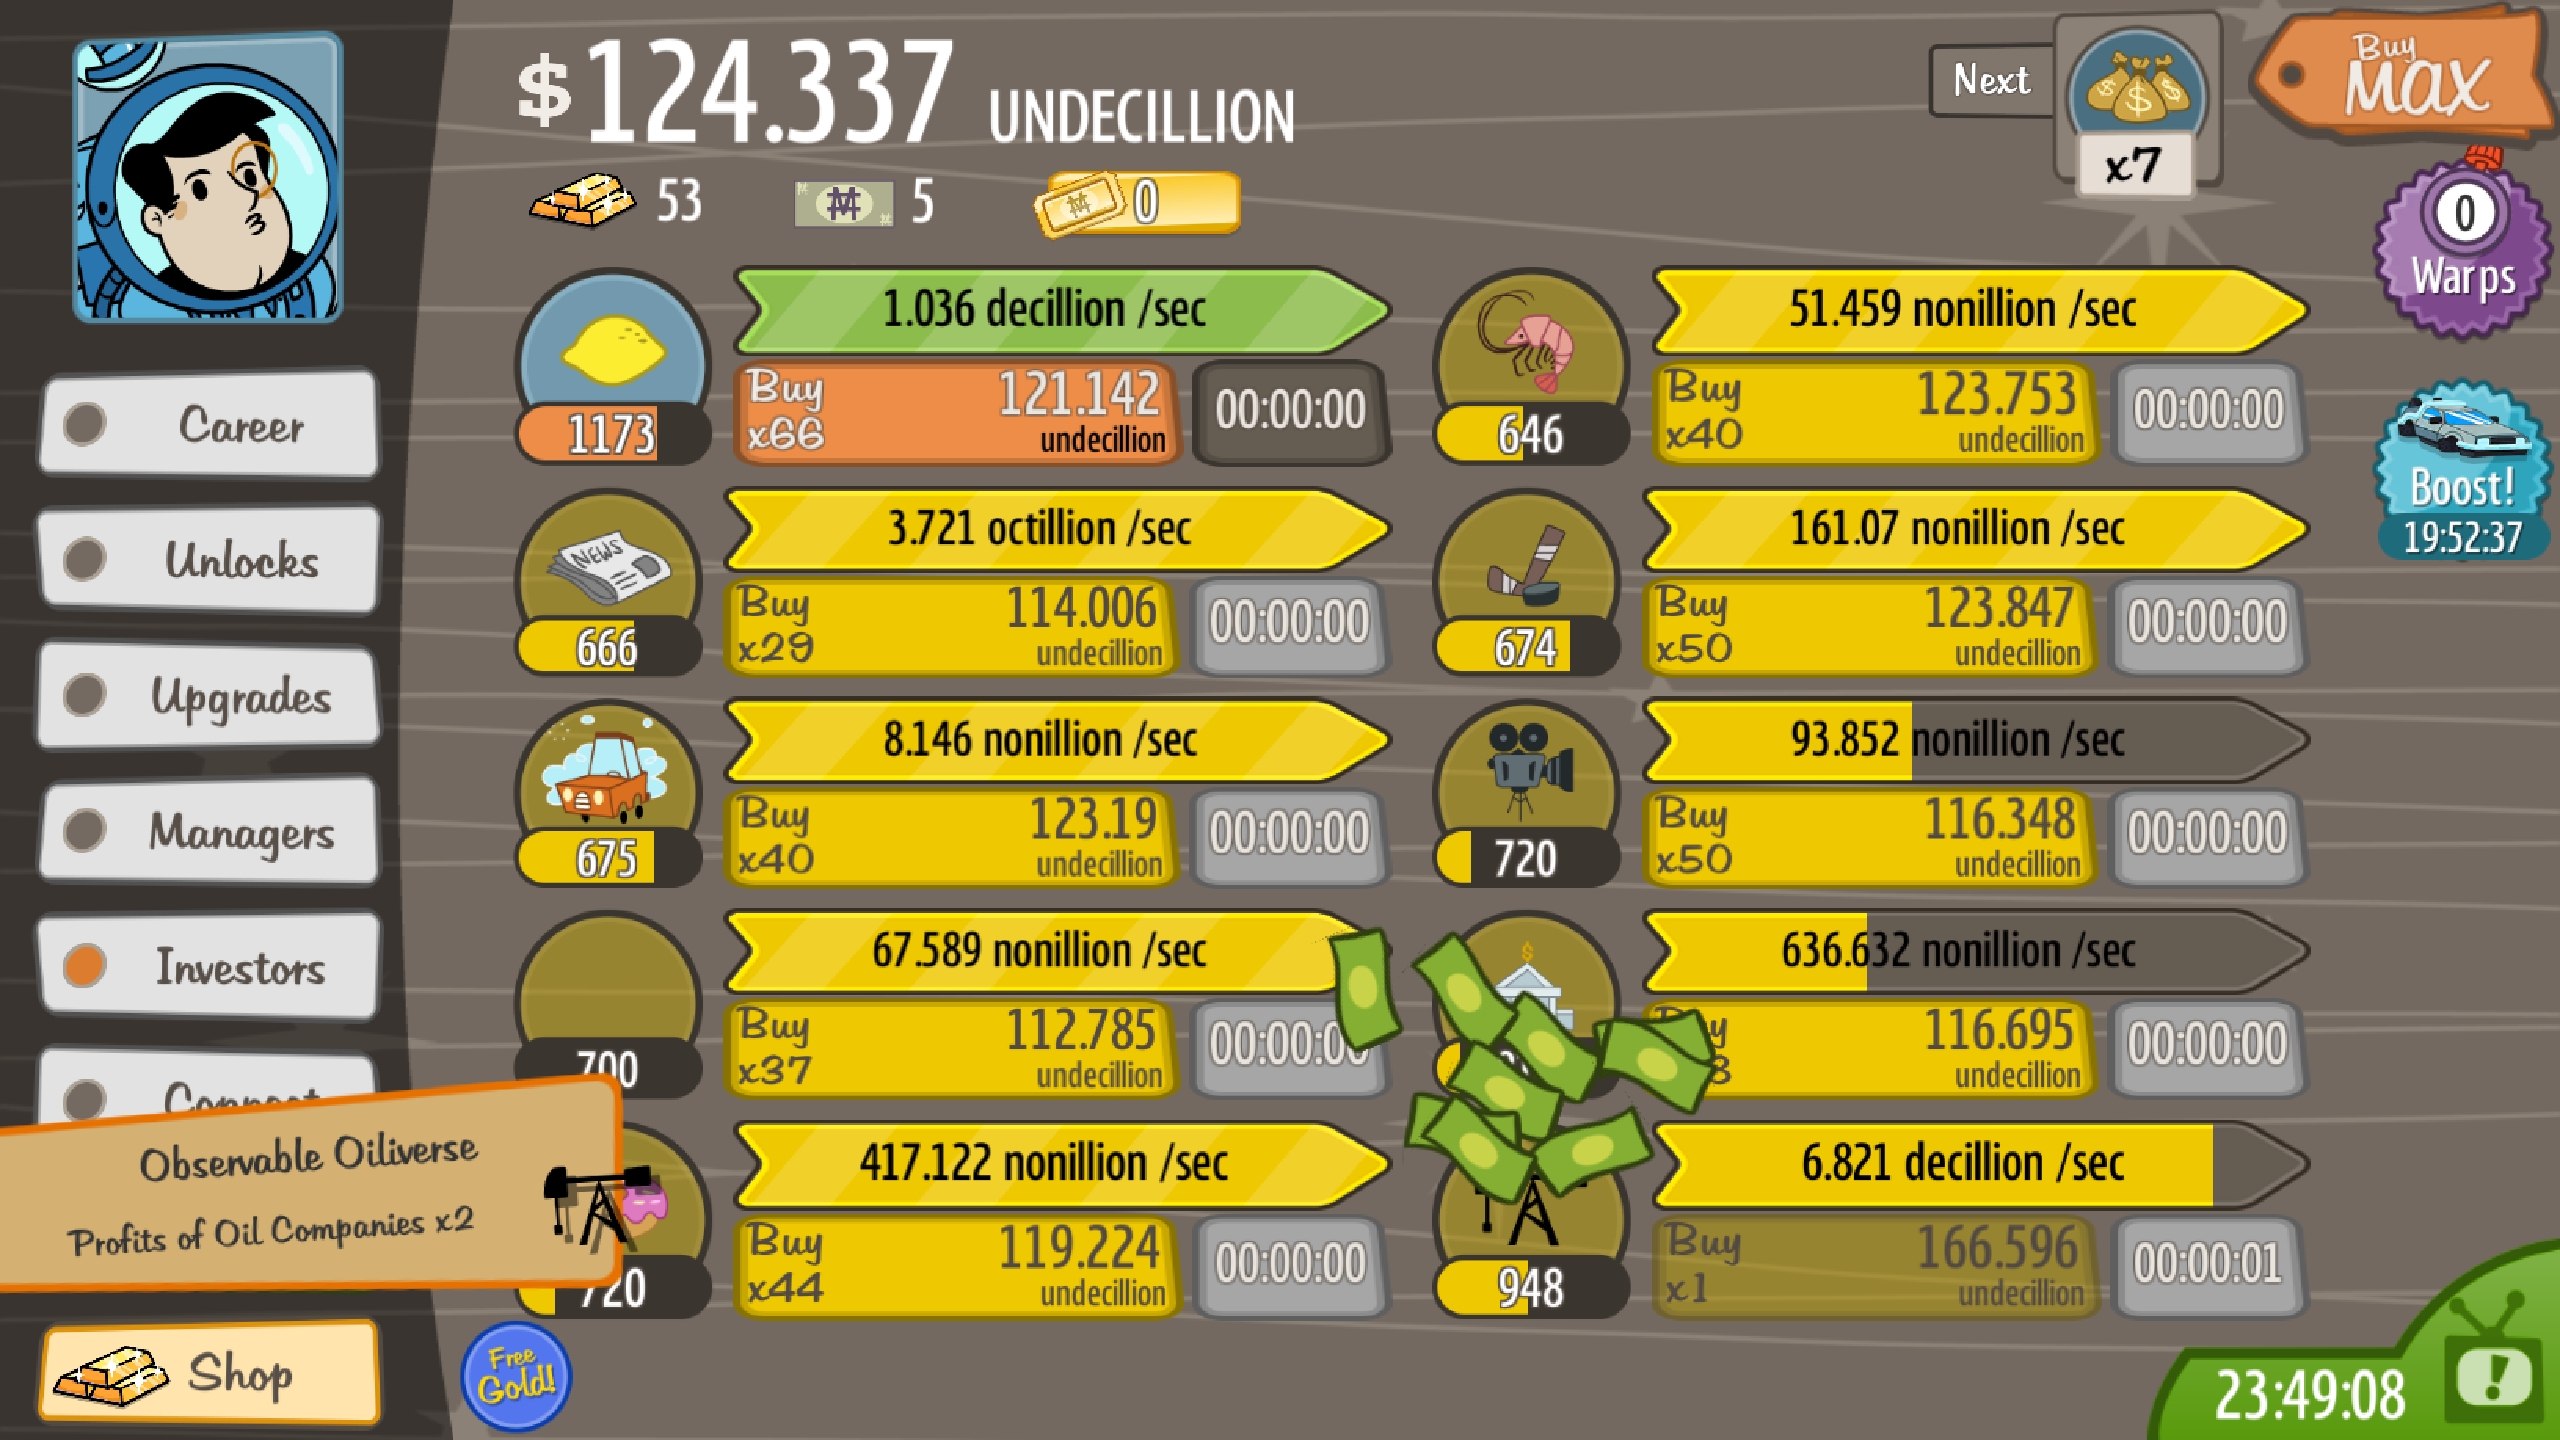 $124.337 UNDECILLION
53
5
0
Next
x7
Buy
MAX
0
Warps
Boost!
19:52:37
Career
Unlocks
Upgrades
Managers
Investors
Observable Oiliverse
Profits of Oil Companies x2
Shop
Free
Gold!
1.036 decillion /sec
1173
Buy
x66
121.142
undecillion
00:00:00
NEWS
3.721 octillion /sec
666
Buy
x29
114.006
undecillion
00:00:00
8.146 nonillion /sec
675
Buy
x40
123.19
undecillion
00:00:00
67.589 nonillion /sec
700
Buy
x37
112.785
undecillion
00:00:00
417.122 nonillion /sec
720
Buy
x44
119.224
undecillion
00:00:00
51.459 nonillion /sec
646
Buy
x40
123.753
undecillion
00:00:00
161.07 nonillion /sec
674
Buy
x50
123.847
undecillion
00:00:00
93.852 nonillion /sec
720
Buy
x50
116.348
undecillion
00:00:00
636.632 nonillion /sec
116.695
undecillion
00:00:00
6.821 decillion /sec
948
Buy
x1
166.596
undecillion
00:00:01
23:49:08